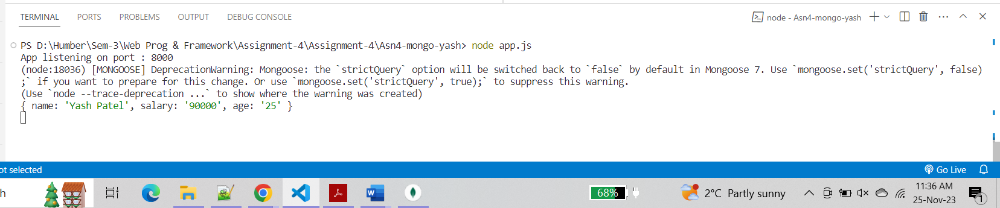 TERMINAL PORTS PROBLEMS OUTPUT DEBUG CONSOLE node - Asn4-mongo-yash
PS D:\Humber\Sem-3\Web Prog & Framework\Assignment-4\Assignment-4\Asn4-mongo-yash> node app.js
App listening on port : 8000
(node:18036) [MONGOOSE] DeprecationWarning: Mongoose: the `strictQuery` option will be switched back to `false` by default in Mongoose 7. Use `mongoose.set('strictQuery', false)
;` if you want to prepare for this change. Or use `mongoose.set('strictQuery', true);` to suppress this warning.
(Use `node --trace-deprecation ...` to show where the warning was created)
{ name: 'Yash Patel', salary: '90000', age: '25' }
ot selected Go Live
h 68% 2°C Partly sunny 11:36 AM
25-Nov-23 1